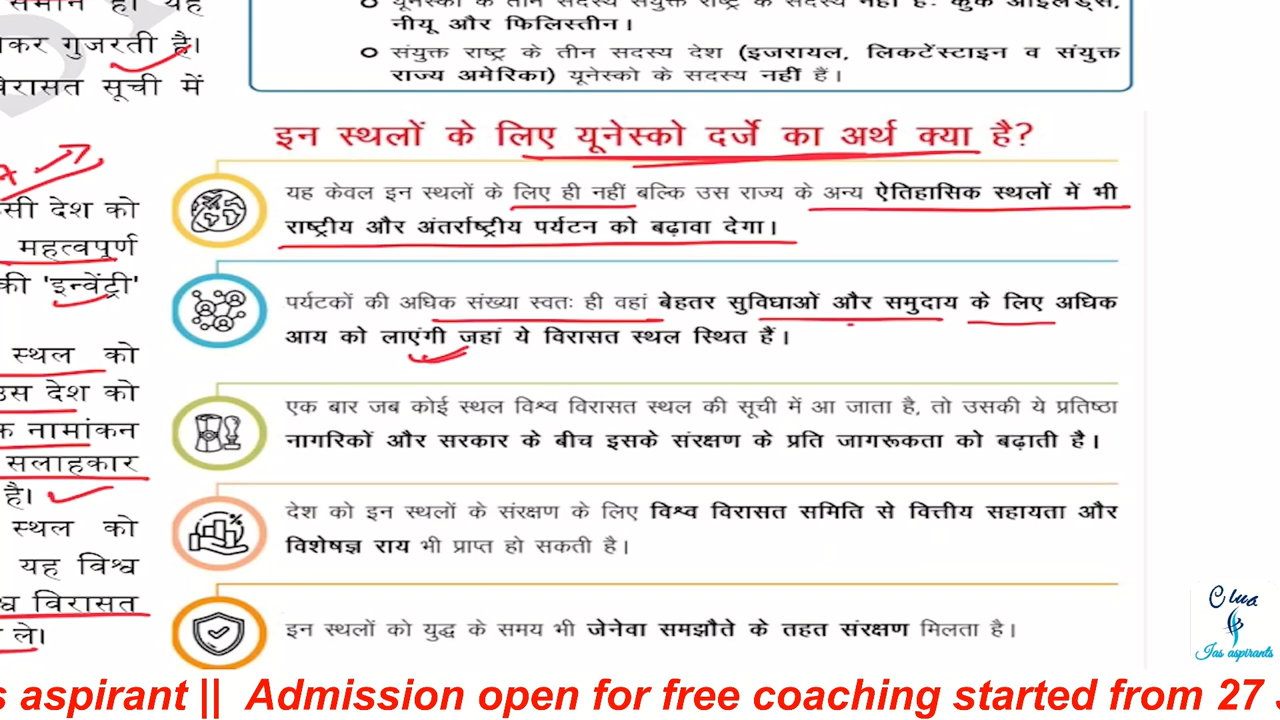 समान हो यह
कर गुजरती है।
विरासत सूची में
सी देश को
महत्वपूर्ण
की 'इन्वेंट्री'
स्थल को
उस देश को
नामांकन
सलाहकार
है।
स्थल को
यह विश्व
विरासत
ले।
यूनेस्को के तीन सदस्य संयुक्त राष्ट्र के सदस्य नहीं हैं: कुक आइलैंड्स,
नीयू और फिलिस्तीन।
संयुक्त राष्ट्र के तीन सदस्य देश (इजरायल, लिकटेंस्टाइन व संयुक्त
राज्य अमेरिका) यूनेस्को के सदस्य नहीं हैं।
इन स्थलों के लिए यूनेस्को दर्जे का अर्थ क्या है?
यह केवल इन स्थलों के लिए ही नहीं बल्कि उस राज्य के अन्य ऐतिहासिक स्थलों में भी
राष्ट्रीय और अंतर्राष्ट्रीय पर्यटन को बढ़ावा देगा।
पर्यटकों की अधिक संख्या स्वतः ही वहां बेहतर सुविधाओं और समुदाय के लिए अधिक
आय को लाएंगी जहां ये विरासत स्थल स्थित हैं।
एक बार जब कोई स्थल विश्व विरासत स्थल की सूची में आ जाता है, तो उसकी ये प्रतिष्ठा
नागरिकों और सरकार के बीच इसके संरक्षण के प्रति जागरूकता को बढ़ाती है।
देश को इन स्थलों के संरक्षण के लिए विश्व विरासत समिति से वित्तीय सहायता और
विशेषज्ञ राय भी प्राप्त हो सकती है।
इन स्थलों को युद्ध के समय भी जेनेवा समझौते के तहत संरक्षण मिलता है।
Clua
Ias aspirants
s aspirant || Admission open for free coaching started from 27